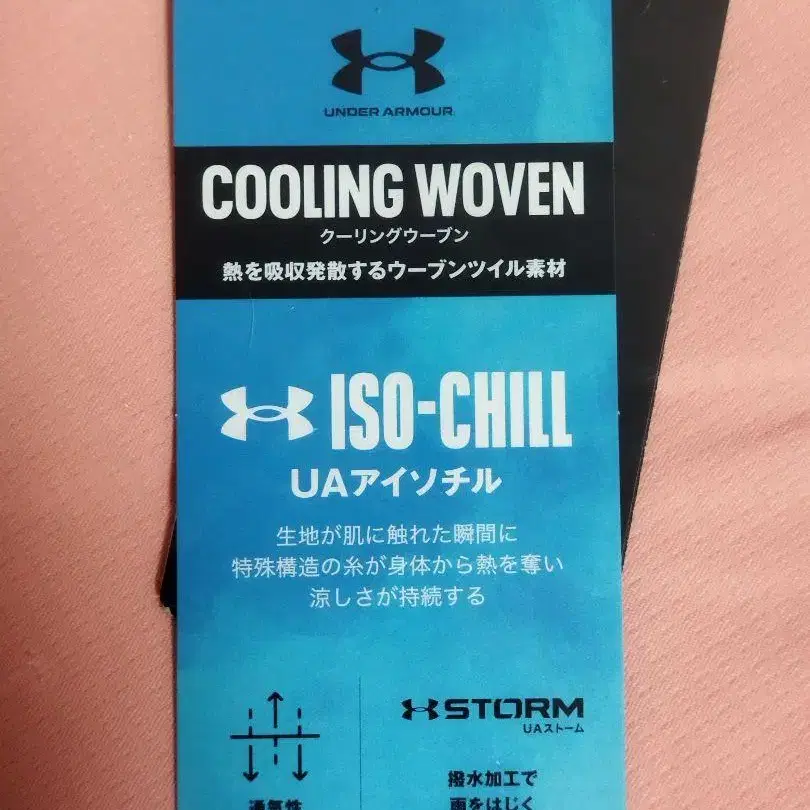 UNDER ARMOUR
COOLING WOVEN
クーリングウーブン
熱を吸収発散するウーブンツイル素材
ISO-CHILL
UAアイソチル
生地が肌に触れた瞬間に
特殊構造の糸が身体から熱を奪い
涼しさが持続する
STORM
UAストーム
撥水加工で
通気性
雨をはじく